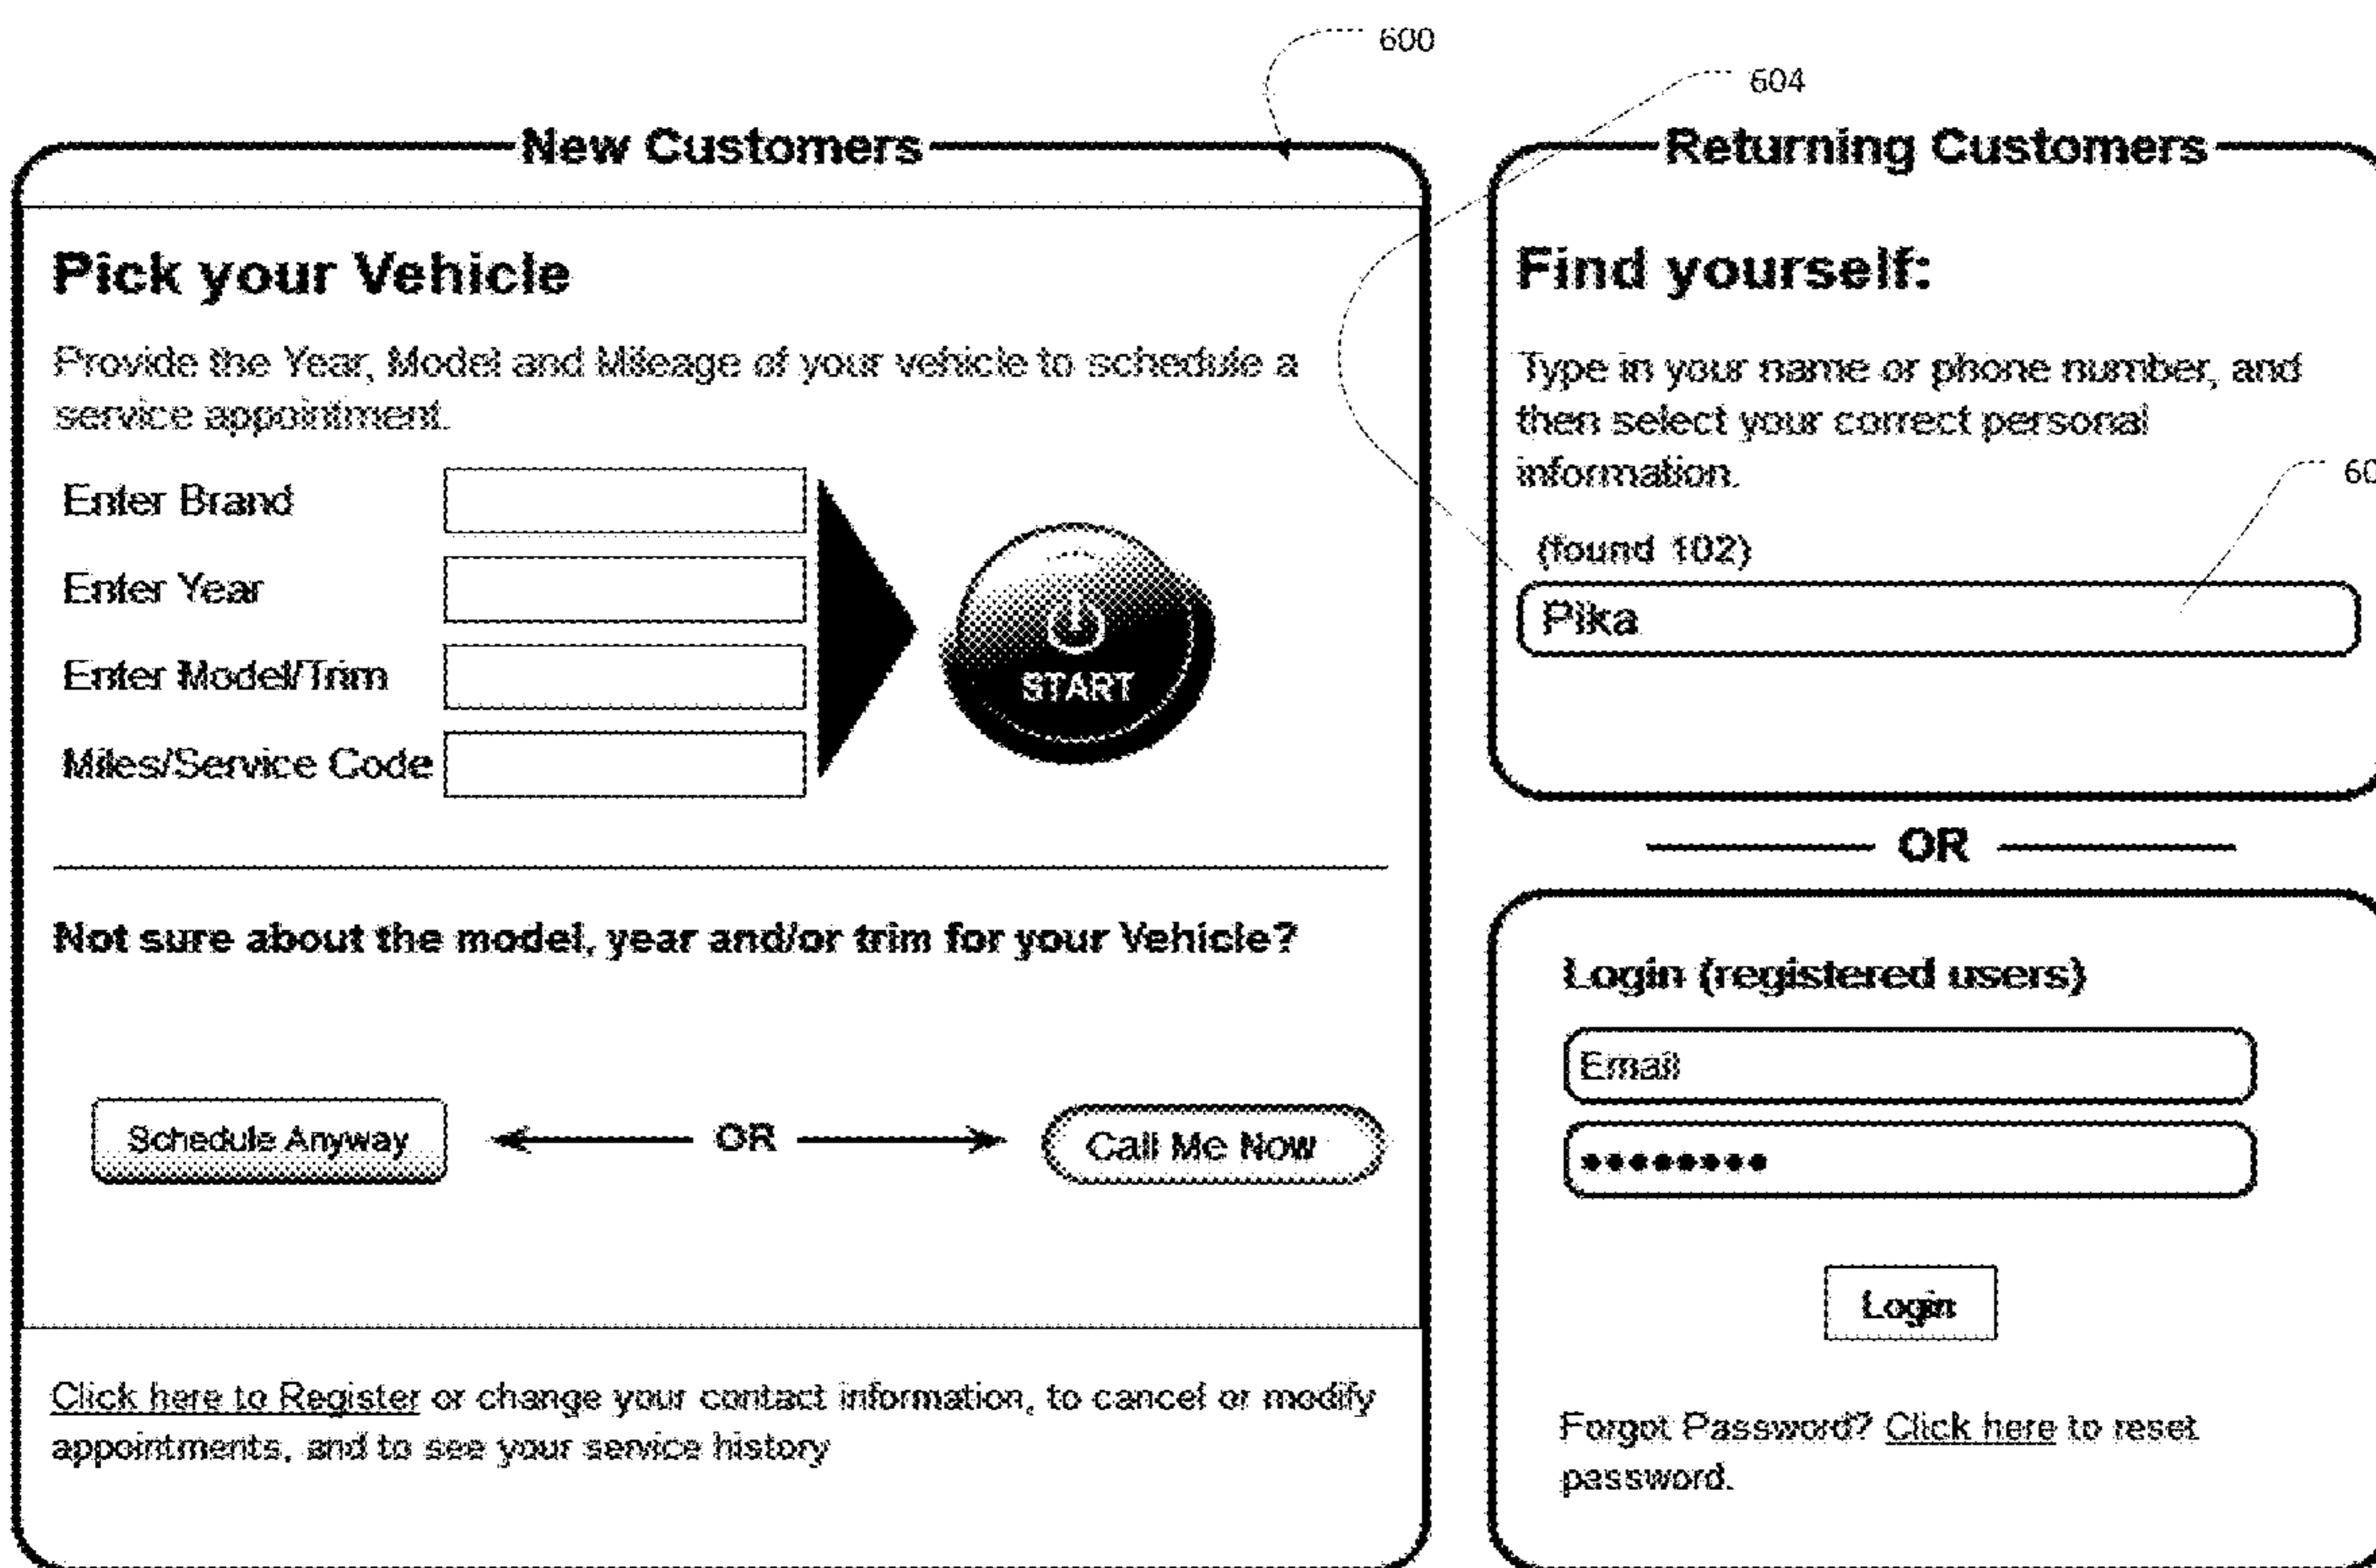 600
604
New Customers
Pick your Vehicle
Provide the Year, Model and Mileage of your vehicle to schedule a
service appointment.
Enter Brand
Enter Year
Enter Model/Trim
Miles/Service Code
START
Not sure about the model, year and/or trim for your Vehicle?
Schedule Anyway
OR
Call Me Now
Click here to Register or change your contact information, to cancel or modify
appointments, and to see your service history
Returning Customers
Find yourself:
Type in your name or phone number, and
then select your correct personal
information.
(found 102)
Pika
OR
Login (registered users)
Email
••••••••
Login
Forgot Password? Click here to reset
password.